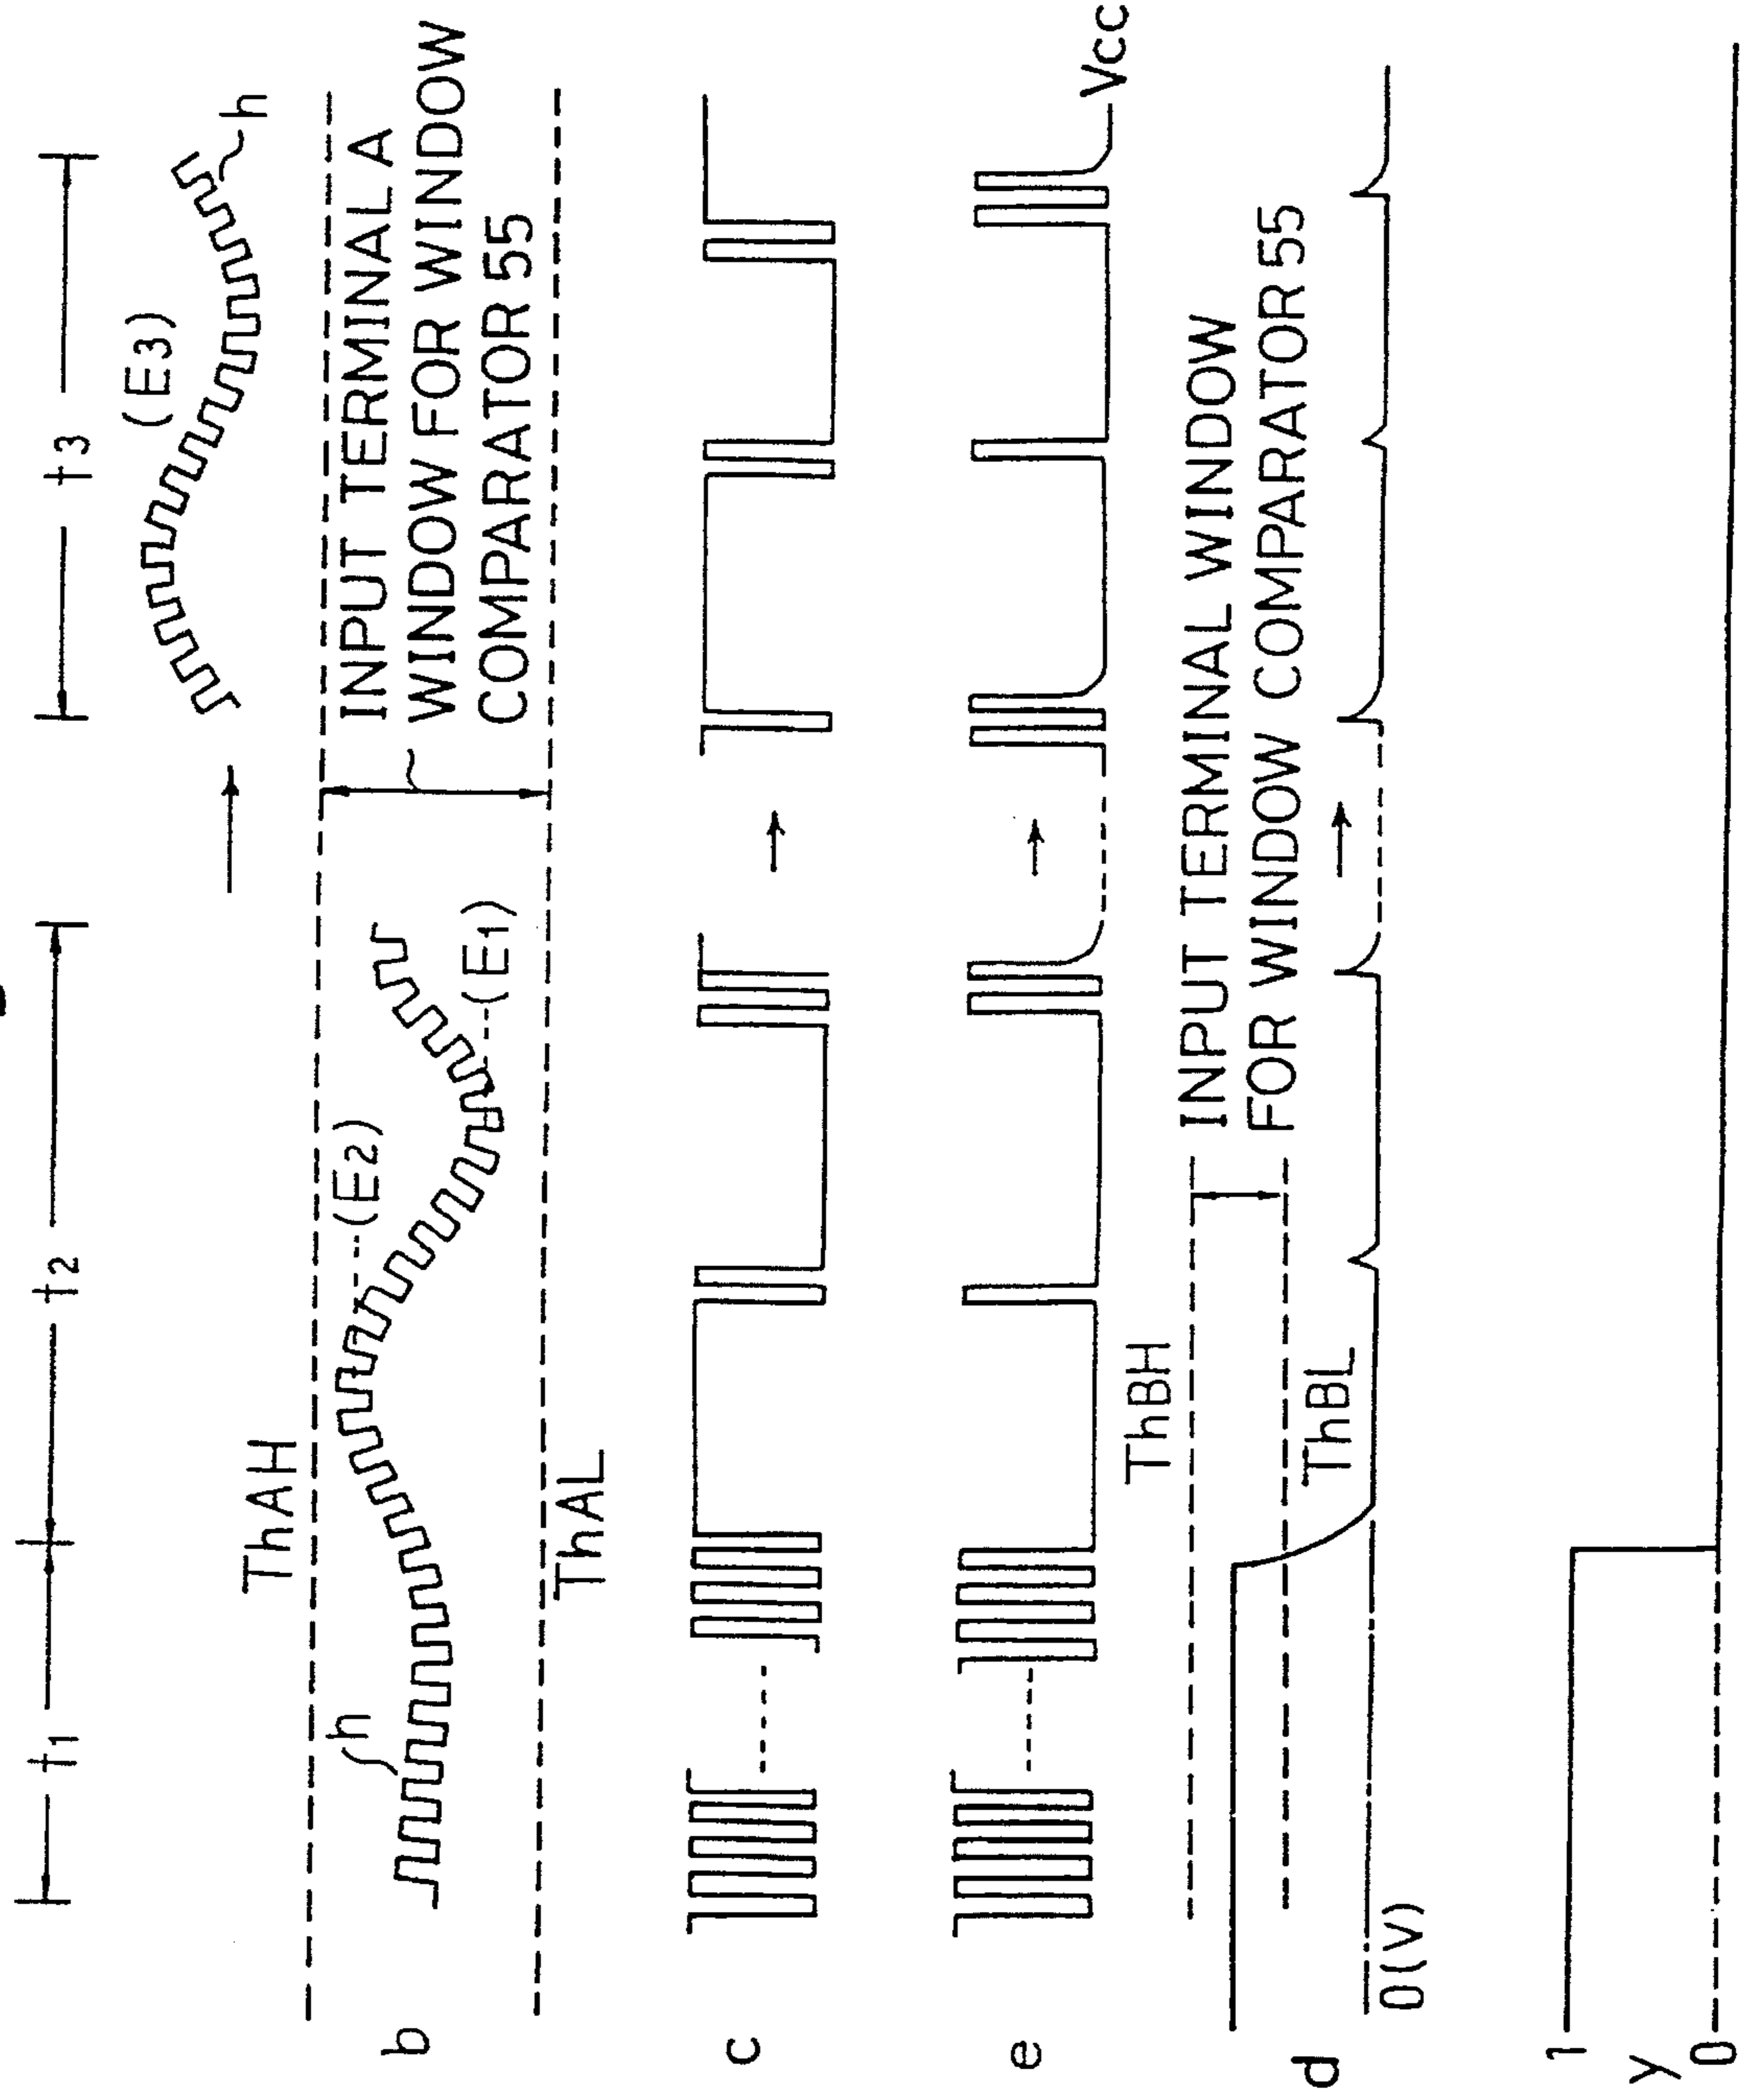 t1
t2
t3
ThAH
(E2)
(E3)
h
h
INPUT TERMINAL A
WINDOW FOR WINDOW
COMPARATOR 55
b
(E1)
ThAL
c
e
Vcc
ThBH
INPUT TERMINAL WINDOW
FOR WINDOW COMPARATOR 55
ThBL
d
0(V)
1
y
0